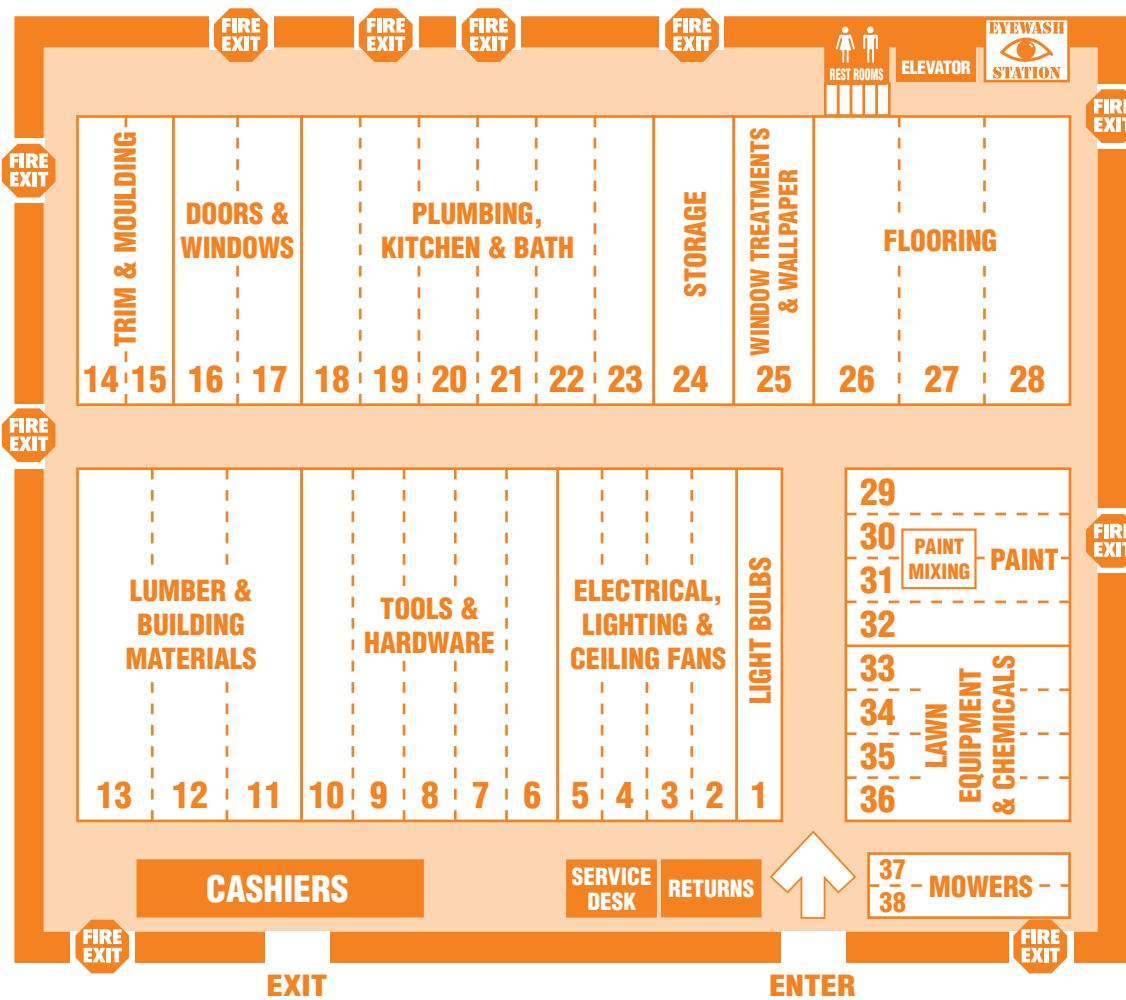 FIRE
EXIT
FIRE
EXIT
FIRE
EXIT
FIRE
EXIT
REST ROOMS
ELEVATOR
EYEWASH
STATION
FIRE
EXIT
FIRE
EXIT
TRIM & MOULDING
DOORS &
WINDOWS
PLUMBING,
KITCHEN & BATH
STORAGE
WINDOW TREATMENTS
& WALLPAPER
FLOORING
14 15 16 17 18 19 20 21 22 23 24 25 26 27 28
FIRE
EXIT
LUMBER &
BUILDING
MATERIALS
TOOLS &
HARDWARE
ELECTRICAL,
LIGHTING &
CEILING FANS
LIGHT BULBS
13 12 11 10 9 8 7 6 5 4 3 2 1
29
30
31
32
PAINT
MIXING
PAINT
FIRE
EXIT
33
34
35
36
LAWN
EQUIPMENT
& CHEMICALS
CASHIERS
SERVICE
DESK
RETURNS
37
38
MOWERS
FIRE
EXIT
FIRE
EXIT
EXIT
ENTER